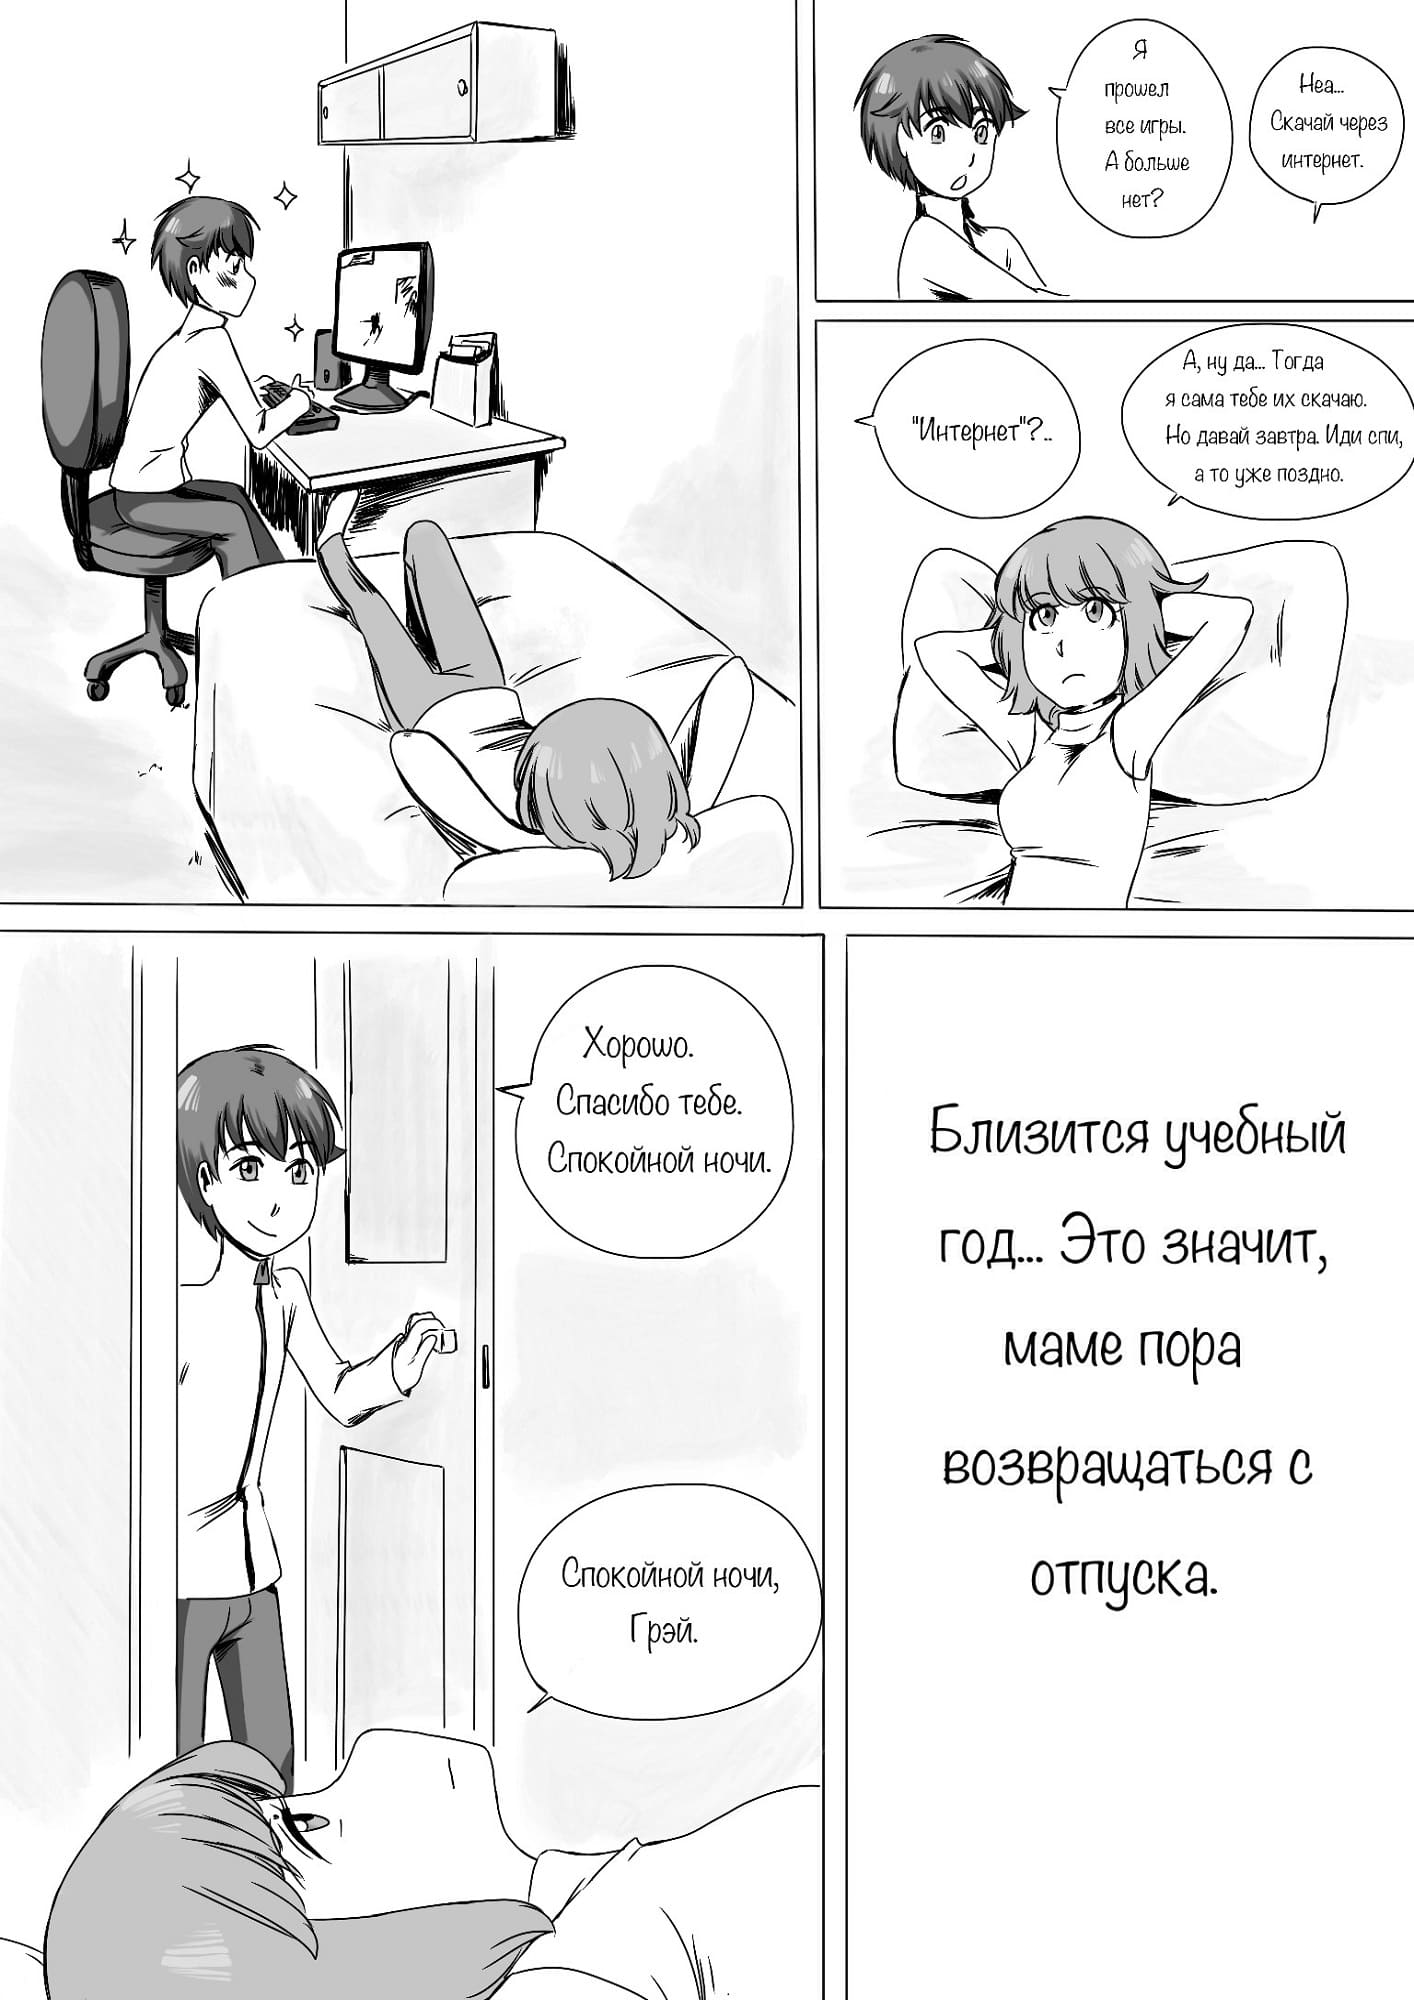 Я
прошел
все игры.
А больше
нет?
Неа...
Скачай через
интернет.
"Интернет"?..
А, ну да... Тогда
я сама тебе их скачаю.
Но давай завтра. Иди спи,
а то уже поздно.
Хорошо.
Спасибо тебе.
Спокойной ночи.
Спокойной ночи,
Грэй.
Близится учебный
год... Это значит,
маме пора
возвращаться с
отпуска.